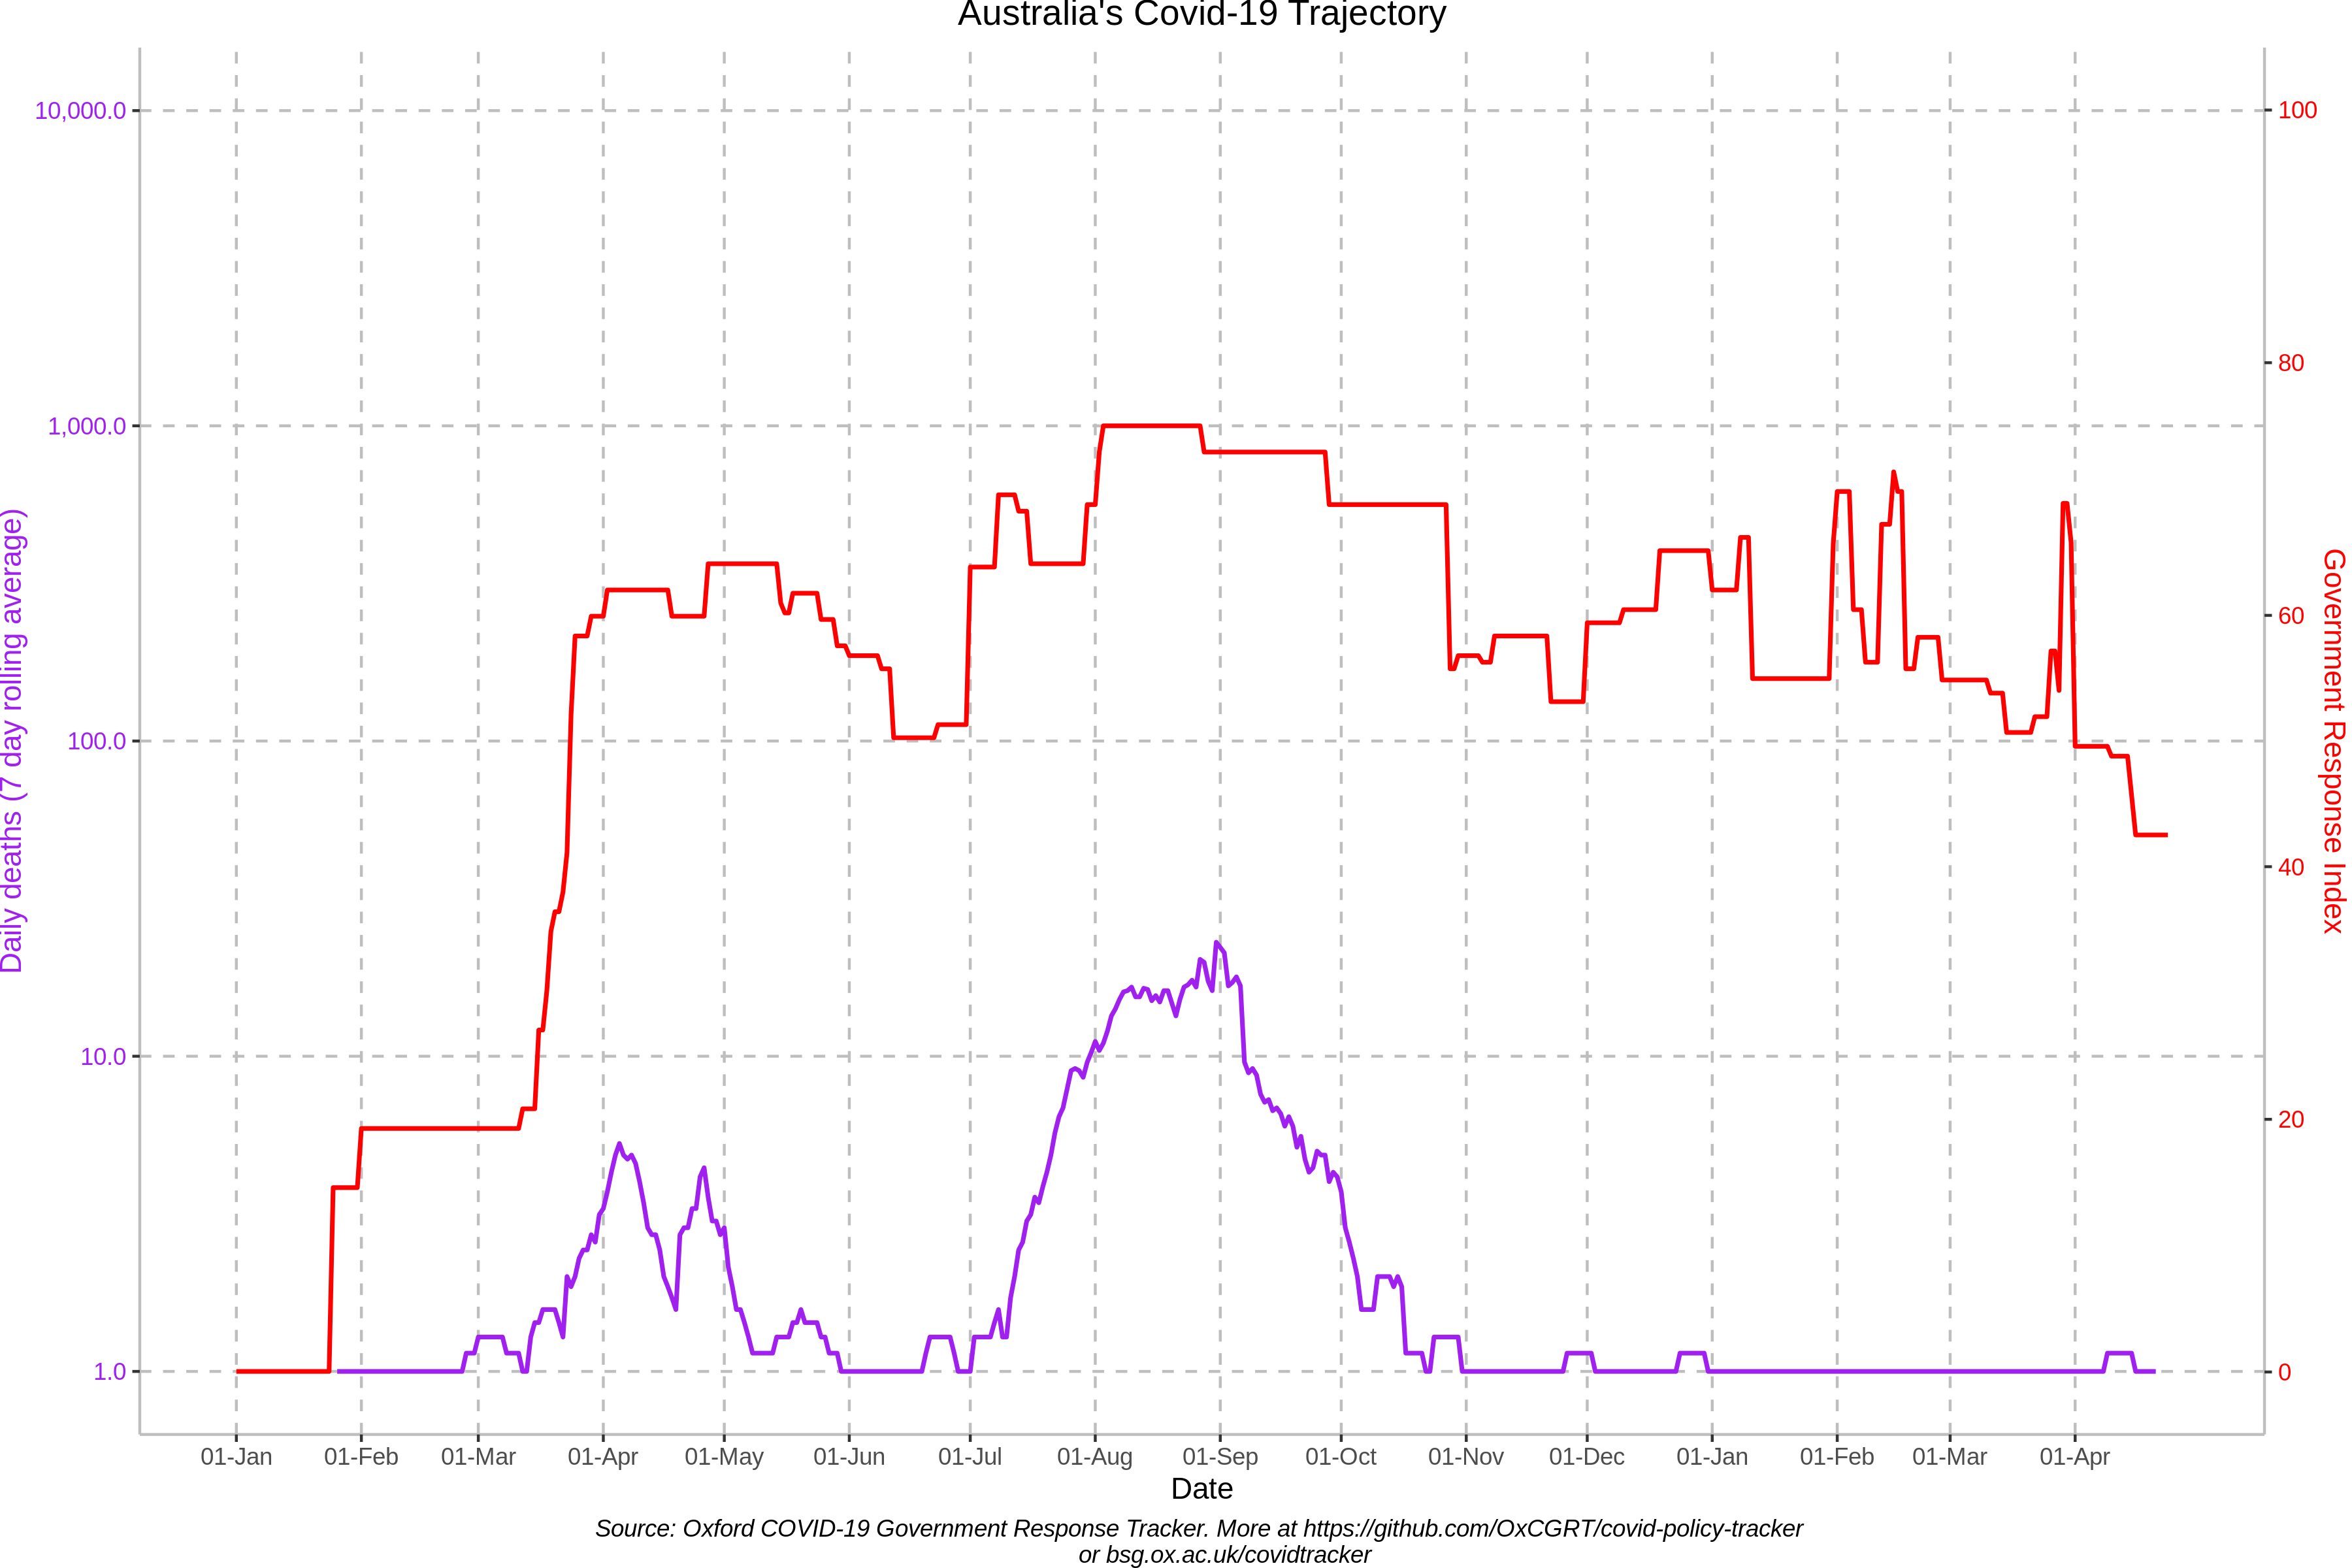 Australia's Covid-19 Trajectory
10,000.0
1,000.0
100.0
10.0
1.0
Daily deaths (7 day rolling average)
100
80
60
40
20
0
Government Response Index
01-Jan 01-Feb 01-Mar 01-Apr 01-May 01-Jun 01-Jul 01-Aug 01-Sep 01-Oct 01-Nov 01-Dec 01-Jan 01-Feb 01-Mar 01-Apr
Date
Source: Oxford COVID-19 Government Response Tracker. More at https://github.com/OxCGRT/covid-policy-tracker
or bsg.ox.ac.uk/covidtracker